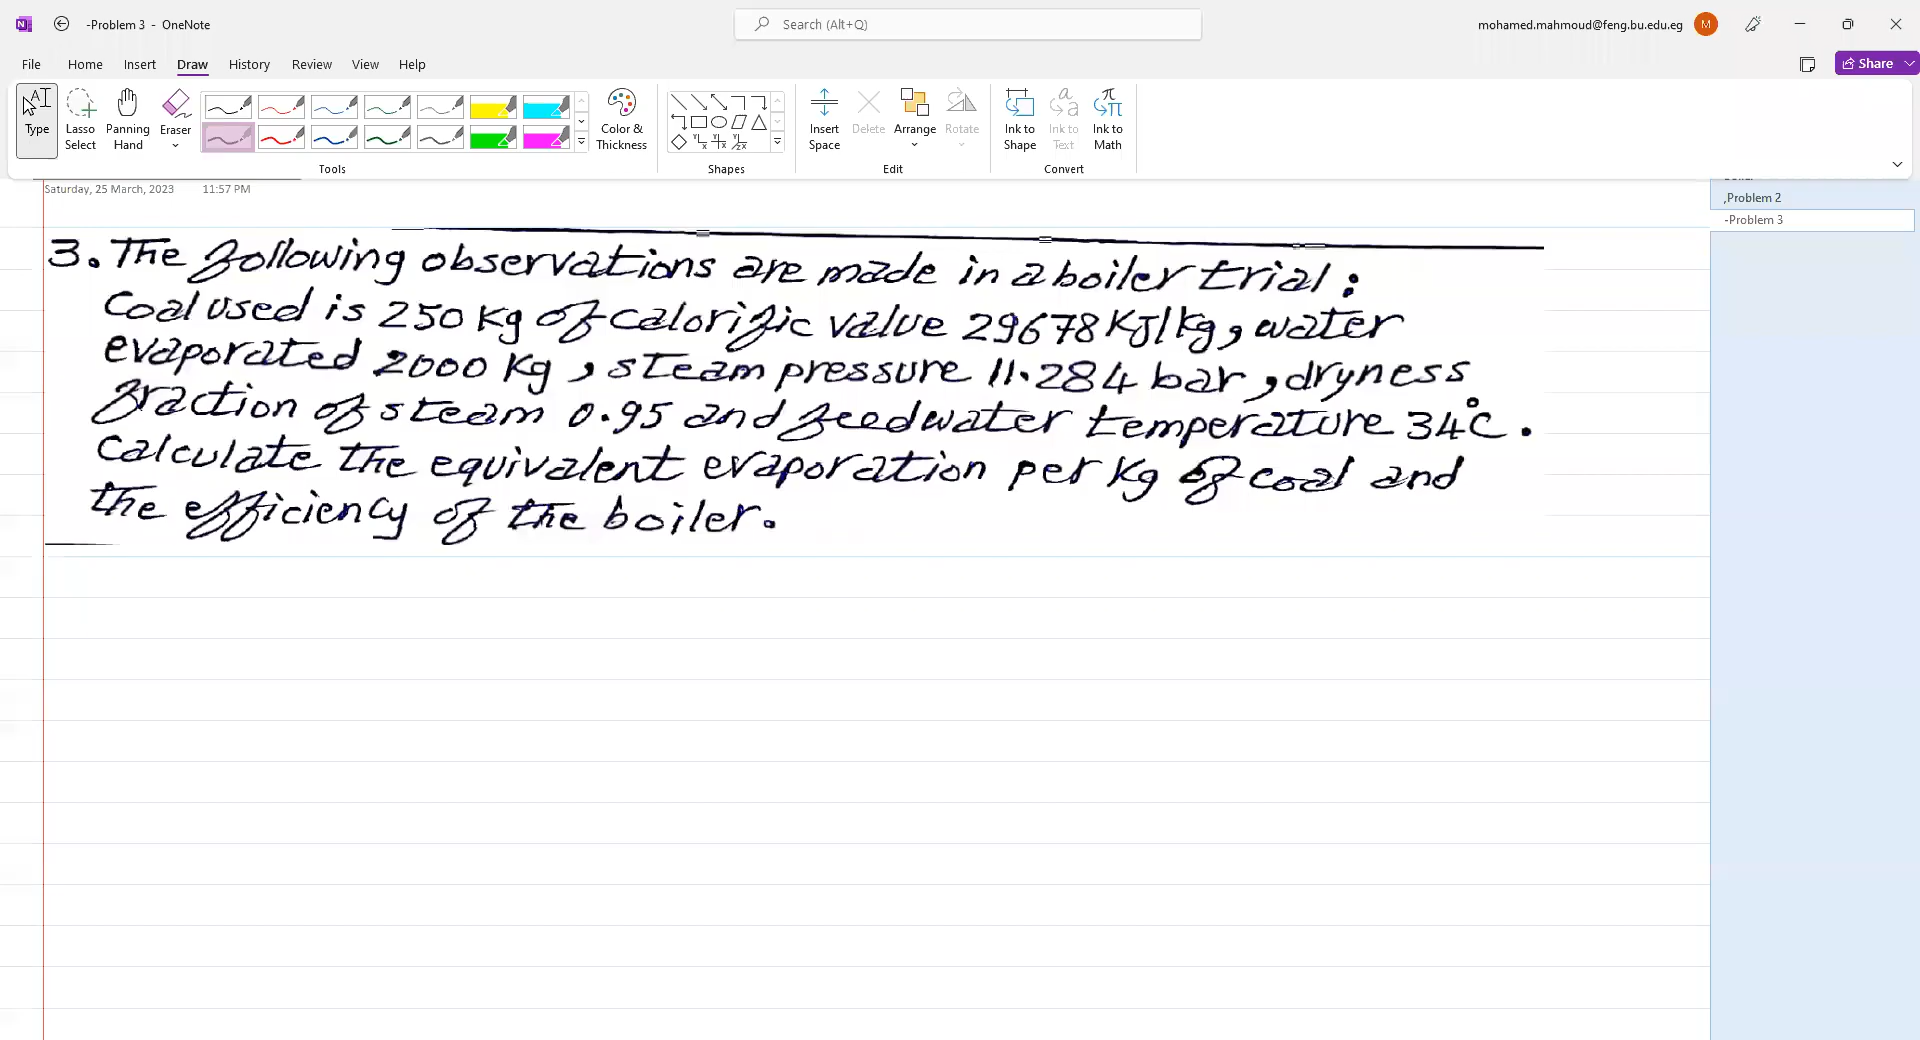 -Problem 3 - OneNote
Search (Alt+Q)
mohamed.mahmoud@feng.bu.edu.eg M
File Home Insert Draw History Review View Help
Share
Type
Lasso Select
Panning Hand
Eraser
Color & Thickness
Insert Space
Delete
Arrange
Rotate
Ink to Shape
Ink to Text
Ink to Math
Tools Shapes Edit Convert
Saturday, 25 March, 2023 11:57 PM
,Problem 2
-Problem 3
3. The following observations are made in a boiler trial :
Coal used is 250 Kg of calorific value 29678 KJ/kg, water
evaporated 2000 Kg, steam pressure 11.284 bar, dryness
fraction of steam 0.95 and feedwater temperature 34°C.
Calculate the equivalent evaporation per Kg of coal and
the efficiency of the boiler.